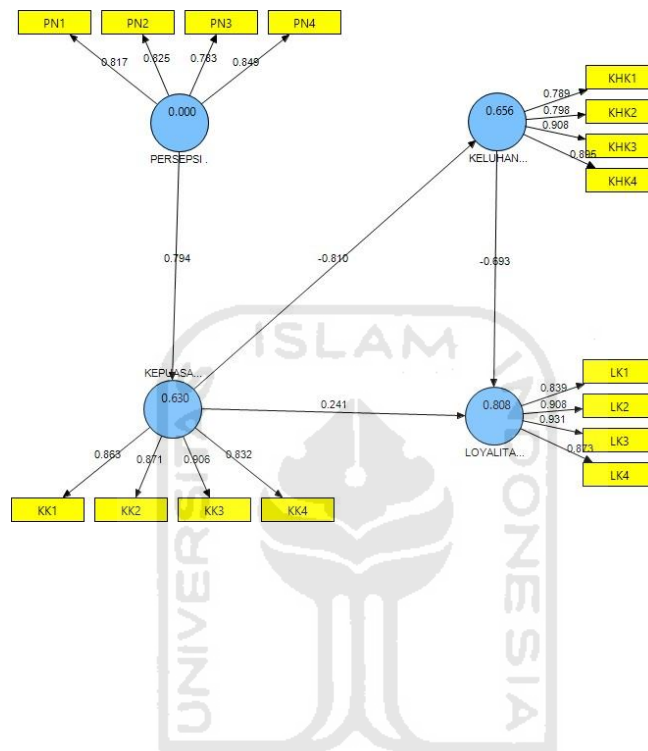 PN1 PN2 PN3 PN4
0.817 0.825 0.783 0.849
0.000
PERSEPSI .
KHK1
KHK2
KHK3
KHK4
0.789
0.798
0.908
0.895
0.656
KELUHAN...
0.794
-0.810
-0.693
KEPUASA...
0.630
0.241
0.808
LOYALITA...
LK1
LK2
LK3
LK4
0.839
0.908
0.931
0.873
0.863 0.871 0.906 0.832
KK1 KK2 KK3 KK4
UNIVERSITAS
ISLAM
INDONESIA